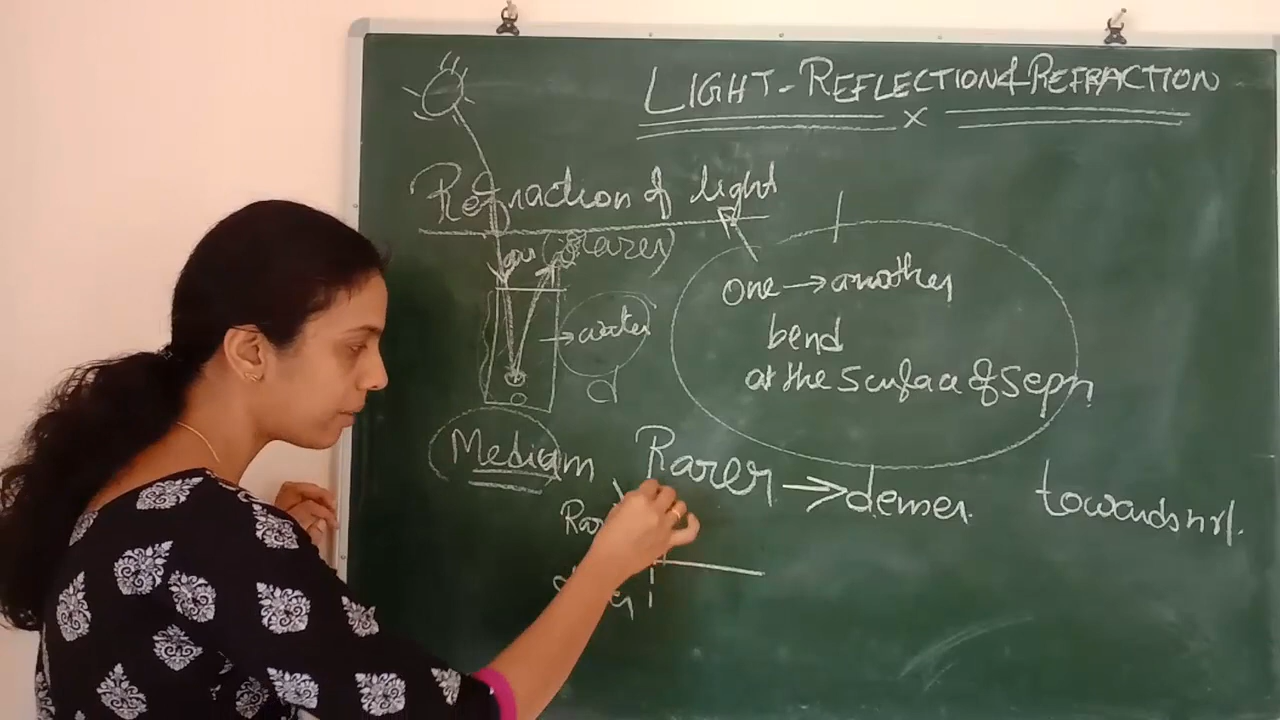 LIGHT - REFLECTION & REFRACTION
x
Refraction of light
air (Rarer)
one → another
→ water
bend
d
at the surface of sepn
Medium
Rarer → denser
towards nrl.